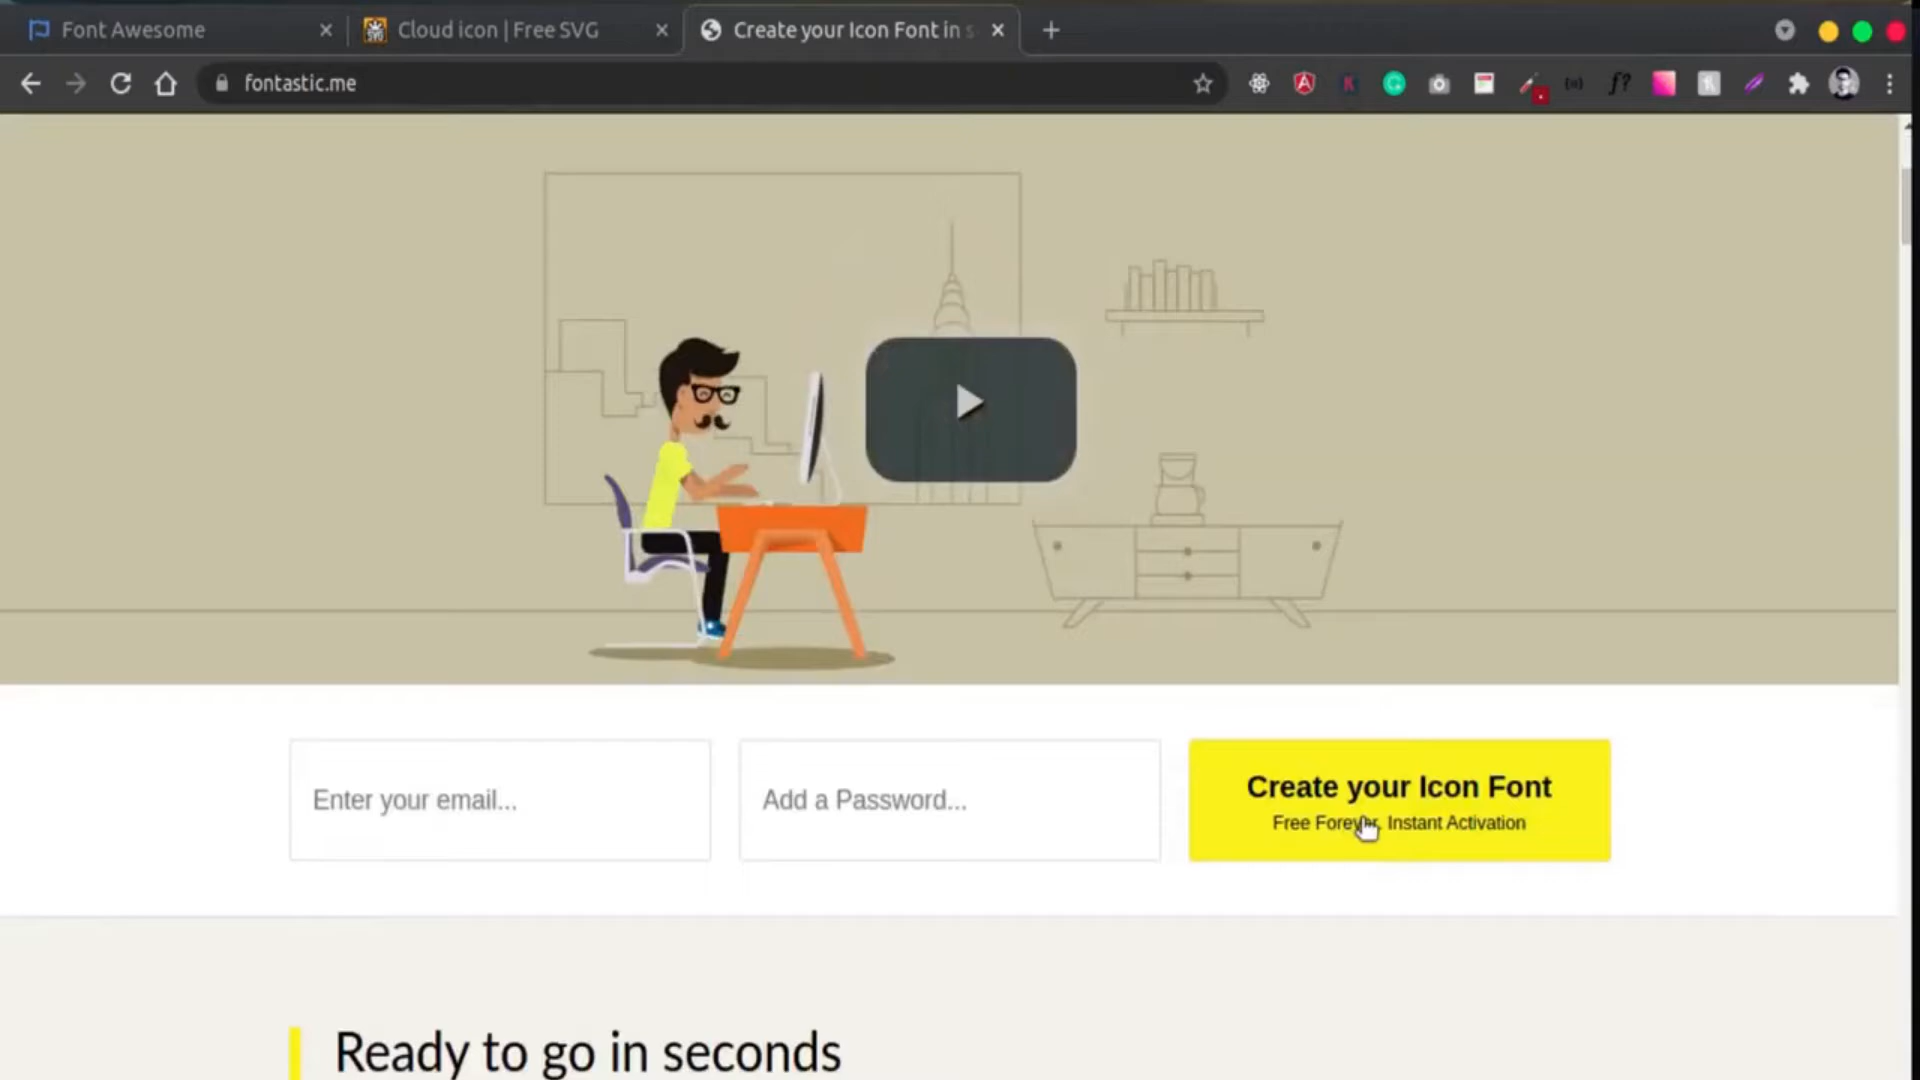 Font Awesome
Cloud icon | Free SVG
Create your Icon Font in s
fontastic.me
Enter your email...
Add a Password...
Create your Icon Font
Free Forever. Instant Activation
Ready to go in seconds